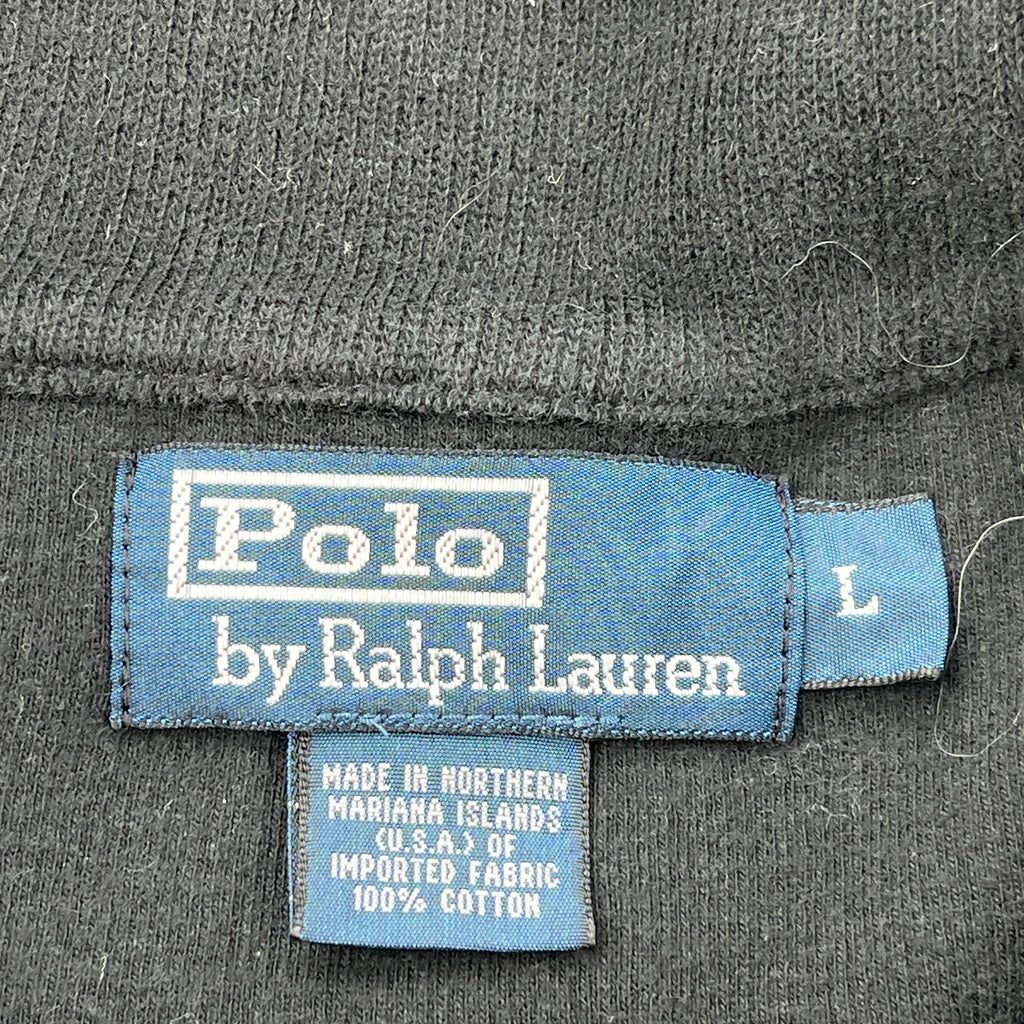 Polo
by Ralph Lauren
L
MADE IN NORTHERN
MARIANA ISLANDS
(U.S.A.) OF
IMPORTED FABRIC
100% COTTON